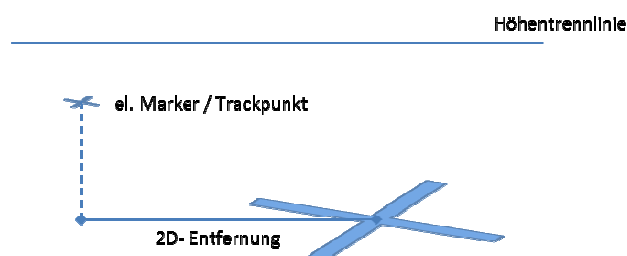 Höhentrennlinie
el. Marker / Trackpunkt
2D- Entfernung